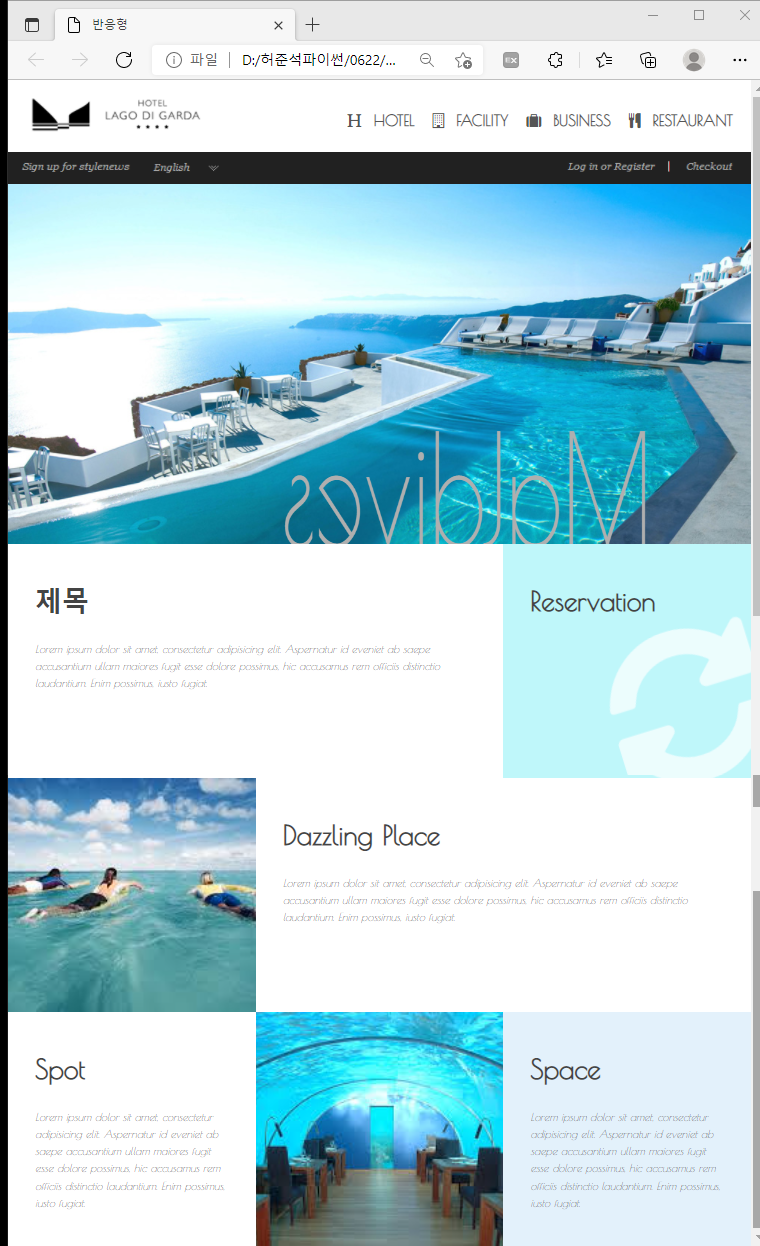 반응형
파일 | D:/허준석파이썬/0622/...
HOTEL
LAGO DI GARDA
H HOTEL FACILITY BUSINESS RESTAURANT
Sign up for stylenews English Log in or Register | Checkout
Maldives
제목
Lorem ipsum dolor sit amet, consectetur adipisicing elit. Aspernatur id eveniet ab saepe
accusantium ullam maiores fugit esse dolore possimus, hic accusamus rem officiis distinctio
laudantium. Enim possimus, iusto fugiat.
Reservation
Dazzling Place
Lorem ipsum dolor sit amet, consectetur adipisicing elit. Aspernatur id eveniet ab saepe
accusantium ullam maiores fugit esse dolore possimus, hic accusamus rem officiis distinctio
laudantium. Enim possimus, iusto fugiat.
Spot
Lorem ipsum dolor sit amet, consectetur
adipisicing elit. Aspernatur id eveniet ab
saepe accusantium ullam maiores fugit
esse dolore possimus, hic accusamus rem
officiis distinctio laudantium. Enim possimus,
iusto fugiat.
Space
Lorem ipsum dolor sit amet, consectetur
adipisicing elit. Aspernatur id eveniet ab
saepe accusantium ullam maiores fugit
esse dolore possimus, hic accusamus rem
officiis distinctio laudantium. Enim possimus,
iusto fugiat.